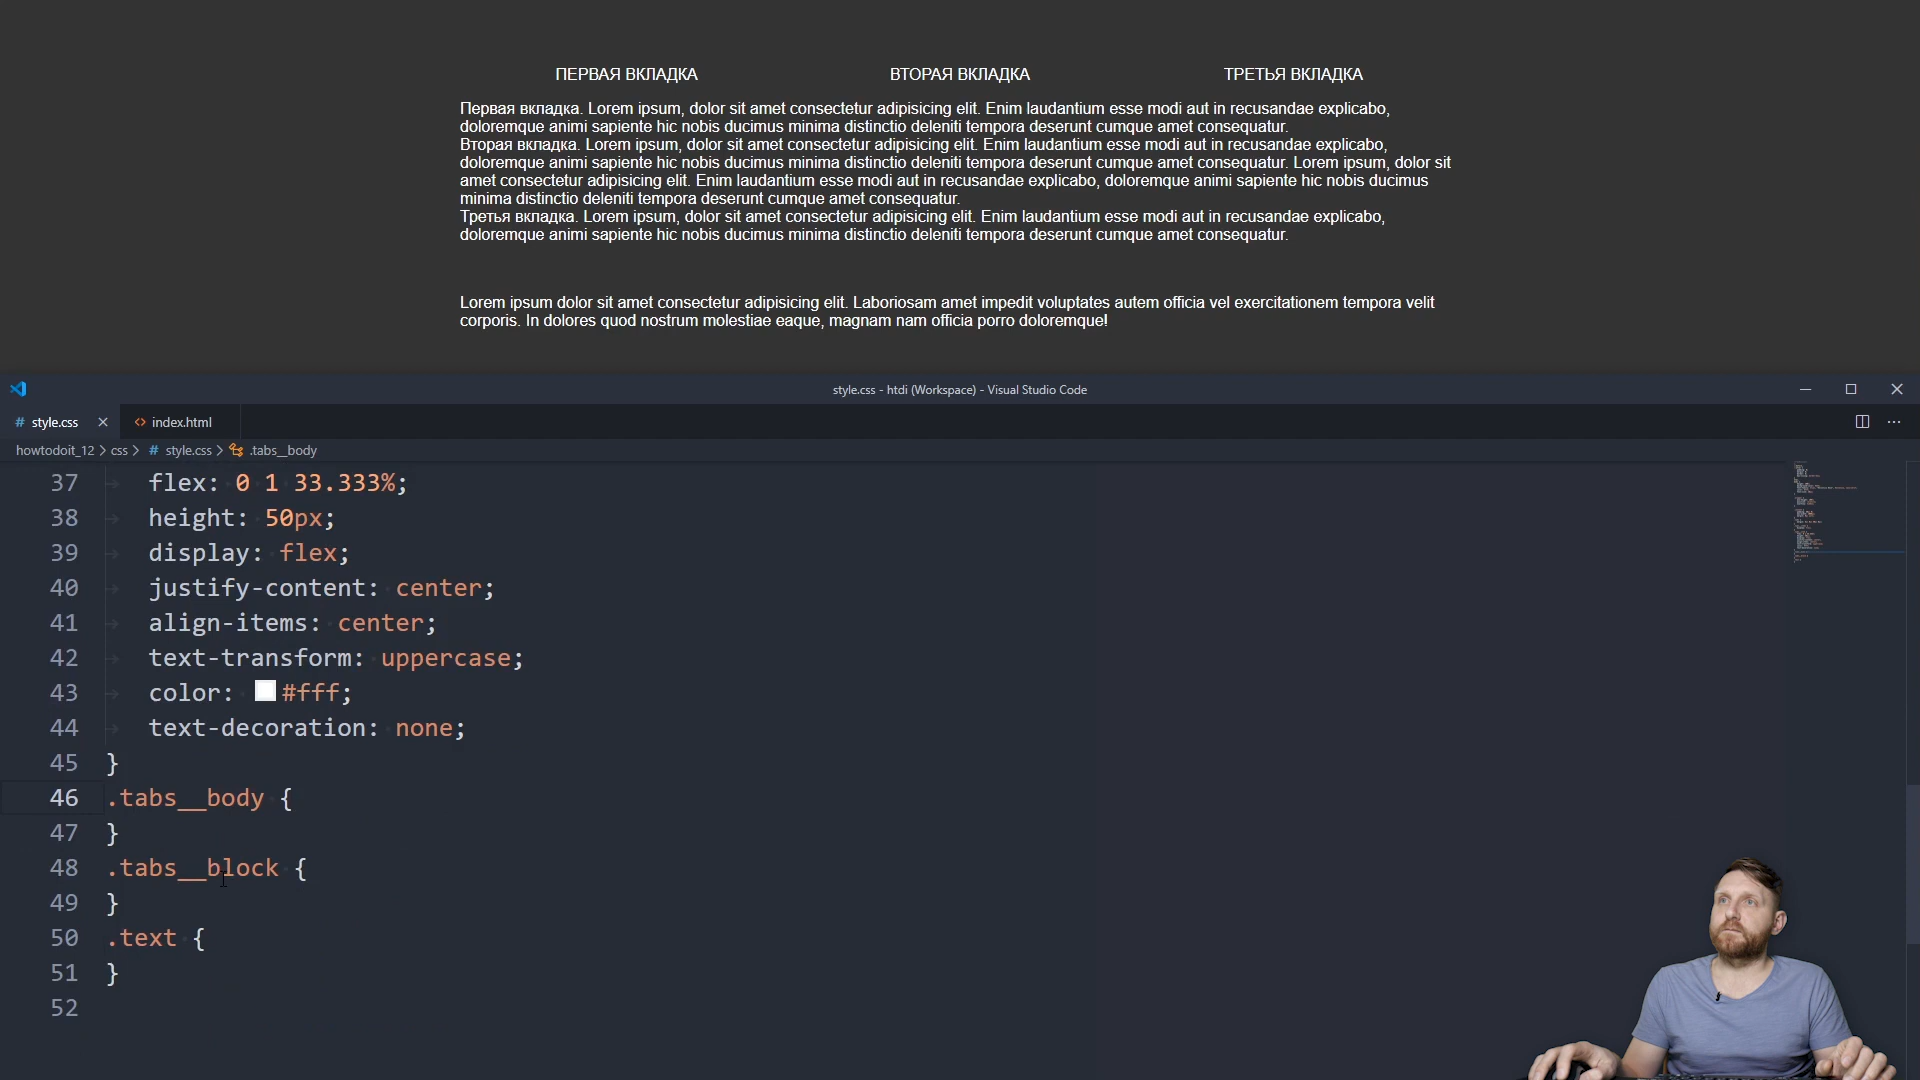 ПЕРВАЯ ВКЛАДКА ВТОРАЯ ВКЛАДКА ТРЕТЬЯ ВКЛАДКА
Первая вкладка. Lorem ipsum, dolor sit amet consectetur adipisicing elit. Enim laudantium esse modi aut in recusandae explicabo,
doloremque animi sapiente hic nobis ducimus minima distinctio deleniti tempora deserunt cumque amet consequatur.
Вторая вкладка. Lorem ipsum, dolor sit amet consectetur adipisicing elit. Enim laudantium esse modi aut in recusandae explicabo,
doloremque animi sapiente hic nobis ducimus minima distinctio deleniti tempora deserunt cumque amet consequatur. Lorem ipsum, dolor sit
amet consectetur adipisicing elit. Enim laudantium esse modi aut in recusandae explicabo, doloremque animi sapiente hic nobis ducimus
minima distinctio deleniti tempora deserunt cumque amet consequatur.
Третья вкладка. Lorem ipsum, dolor sit amet consectetur adipisicing elit. Enim laudantium esse modi aut in recusandae explicabo,
doloremque animi sapiente hic nobis ducimus minima distinctio deleniti tempora deserunt cumque amet consequatur.
Lorem ipsum dolor sit amet consectetur adipisicing elit. Laboriosam amet impedit voluptates autem officia vel exercitationem tempora velit
corporis. In dolores quod nostrum molestiae eaque, magnam nam officia porro doloremque!
style.css - htdi (Workspace) - Visual Studio Code
# style.css <> index.html
howtodoit_12 > css > # style.css > .tabs__body
37 flex: 0 1 33.333%;
38 height: 50px;
39 display: flex;
40 justify-content: center;
41 align-items: center;
42 text-transform: uppercase;
43 color: #fff;
44 text-decoration: none;
45 }
46 .tabs__body {
47 }
48 .tabs__block {
49 }
50 .text {
51 }
52